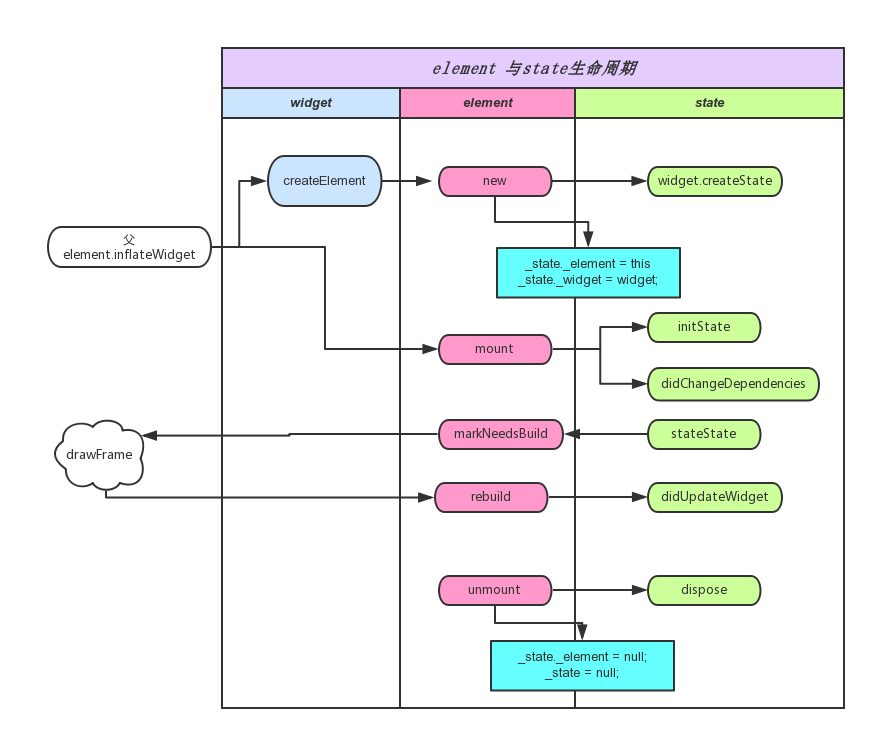 element 与state生命周期
widget
element
state
createElement
new
widget.createState
父
element.inflateWidget
_state._element = this
_state._widget = widget;
initState
mount
didChangeDependencies
markNeedsBuild
stateState
drawFrame
rebuild
didUpdateWidget
unmount
dispose
_state._element = null;
_state = null;